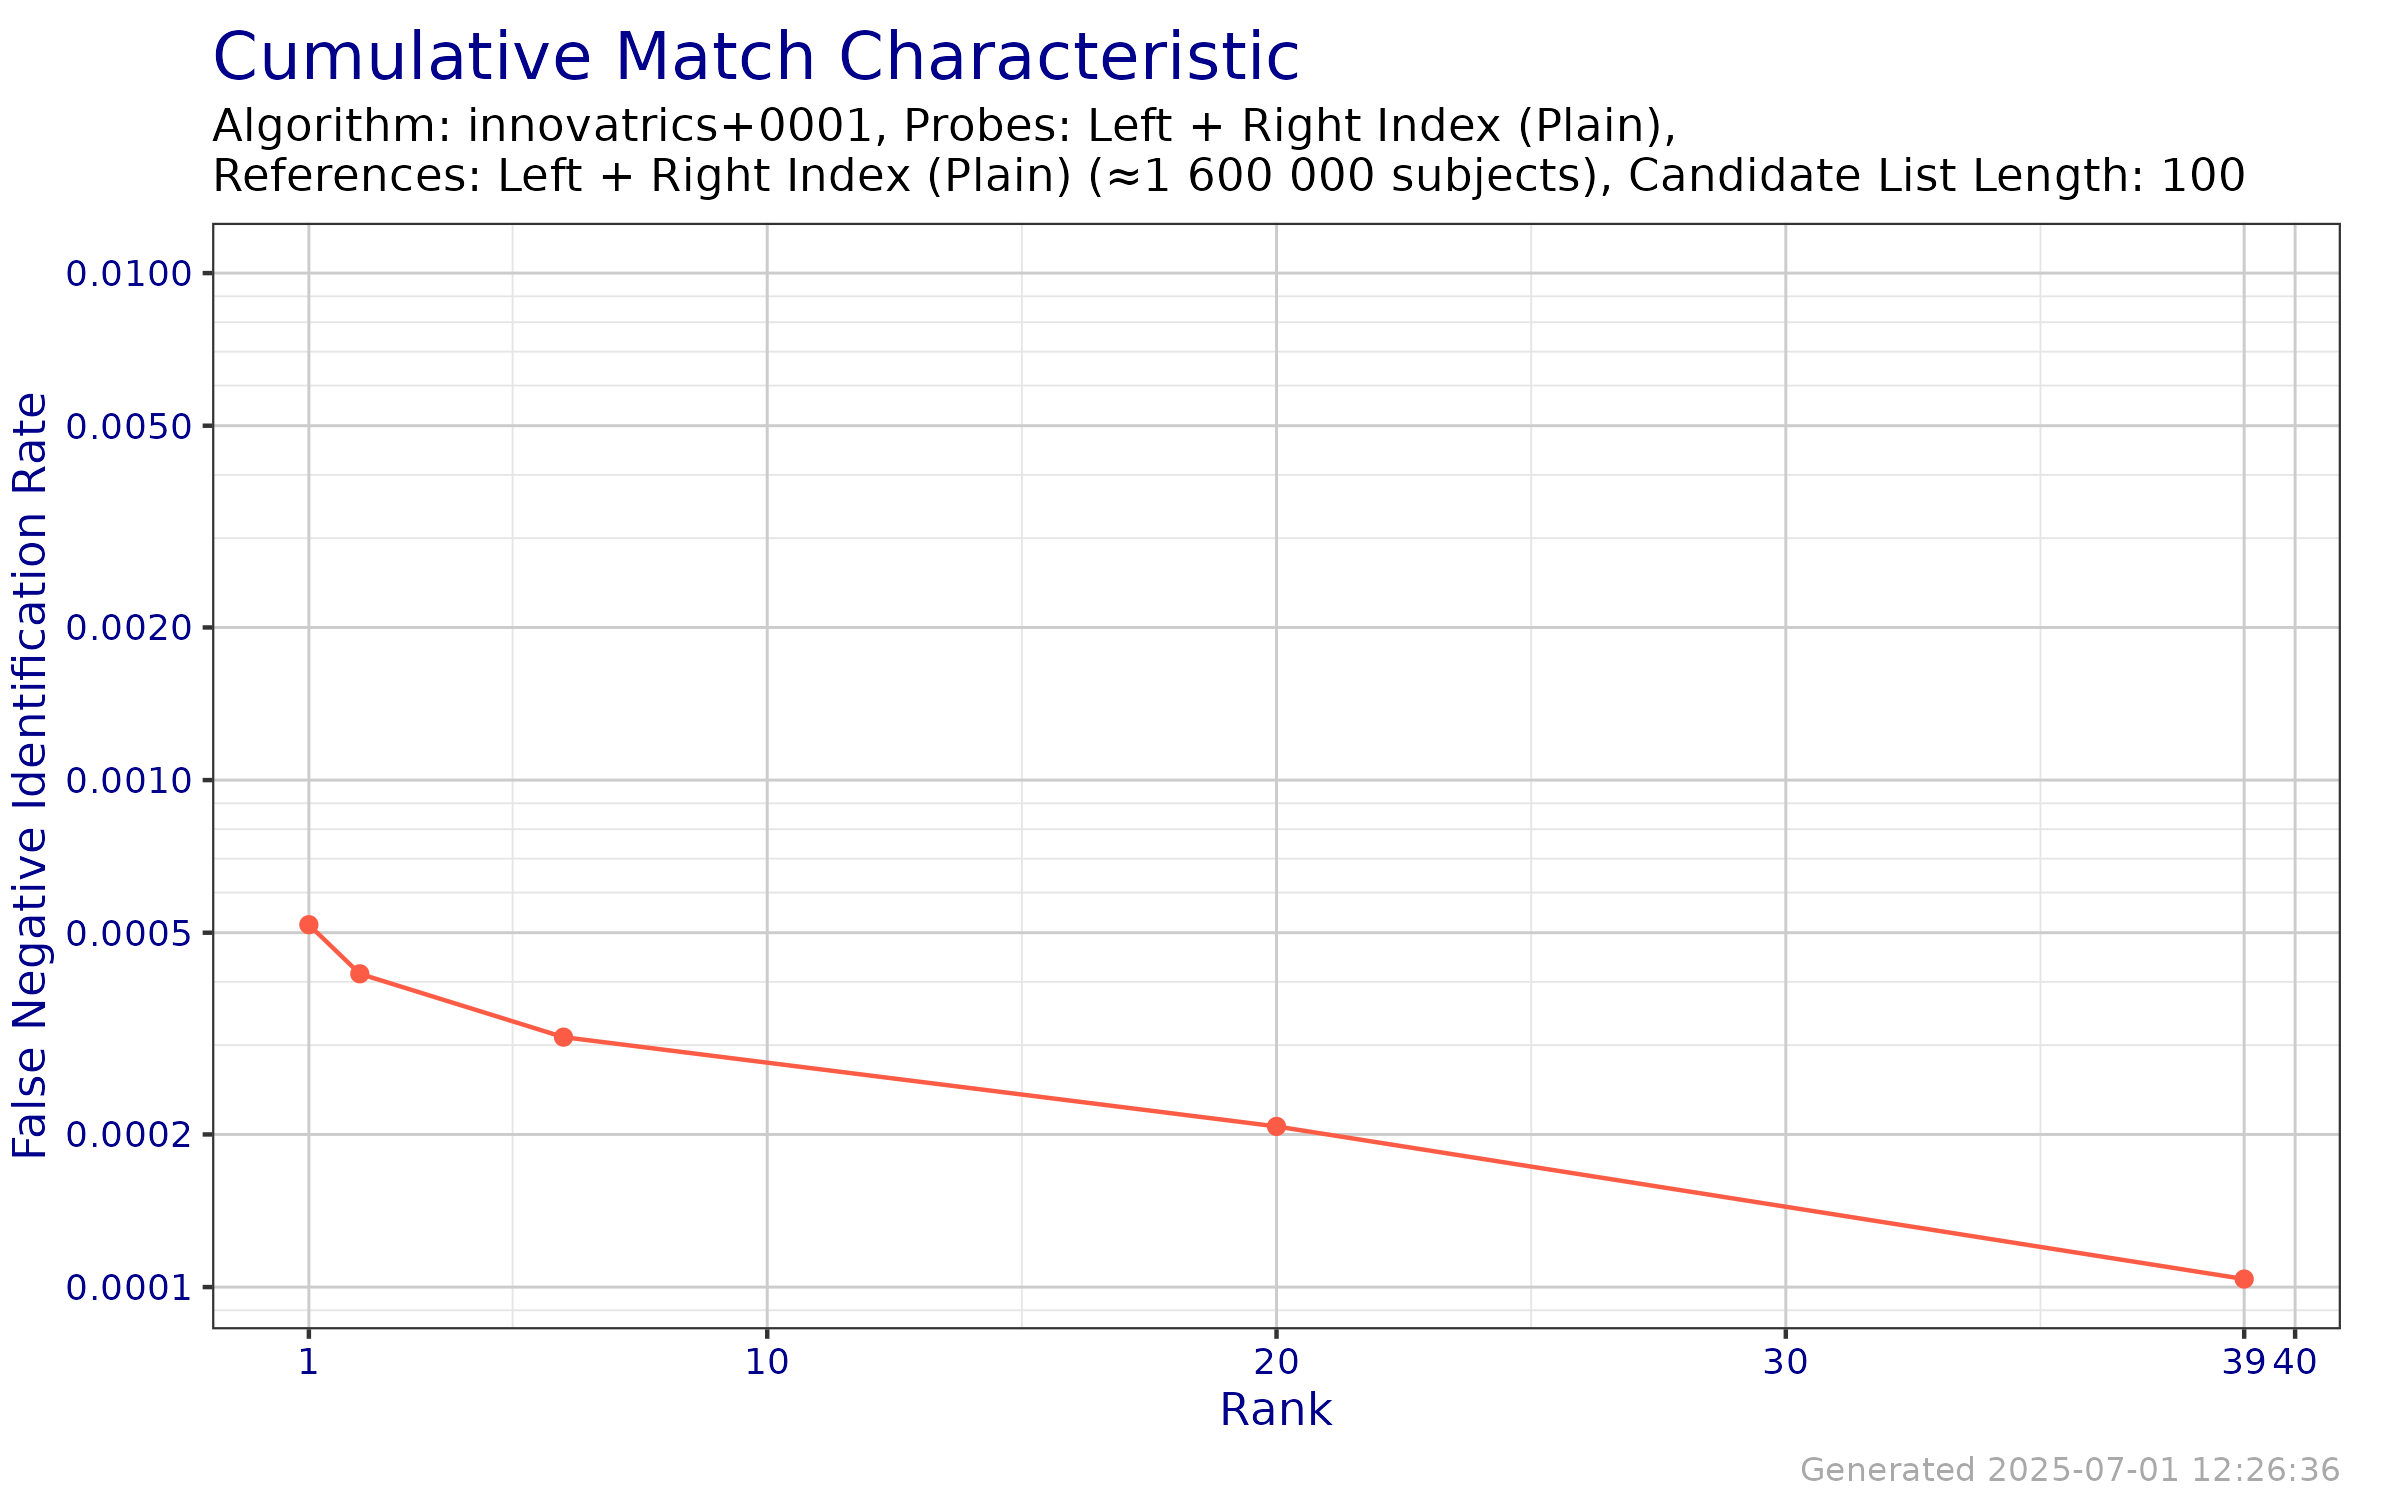 Cumulative Match Characteristic
Algorithm: innovatrics+0001, Probes: Left + Right Index (Plain),
References: Left + Right Index (Plain) (≈1 600 000 subjects), Candidate List Length: 100
False Negative Identification Rate
0.0100
0.0050
0.0020
0.0010
0.0005
0.0002
0.0001
1 10 20 30 39 40
Rank
Generated 2025-07-01 12:26:36